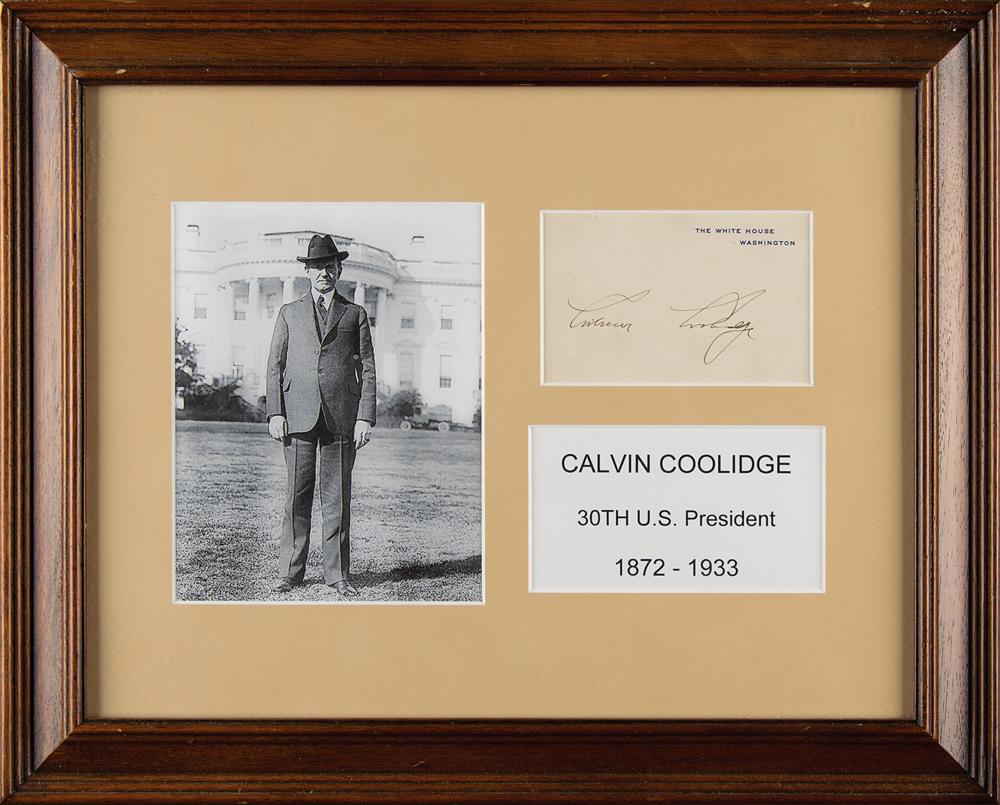 THE WHITE HOUSE
WASHINGTON
Calvin Coolidge
CALVIN COOLIDGE
30TH U.S. President
1872 - 1933